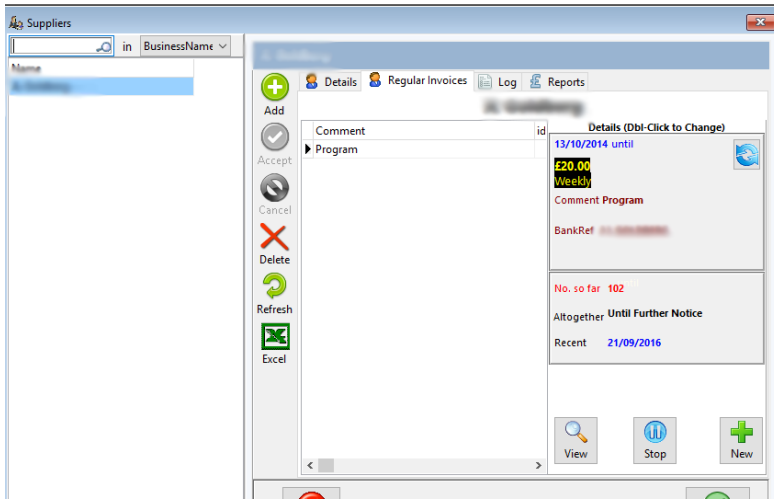 Suppliers
in BusinessName
Name
Details Regular Invoices Log Reports
Add
Accept
Cancel
Delete
Refresh
Excel
Comment id
Program
Details (Dbl-Click to Change)
13/10/2014 until
£20.00
Weekly
Comment Program
BankRef
No. so far 102
Altogether Until Further Notice
Recent 21/09/2016
View Stop New